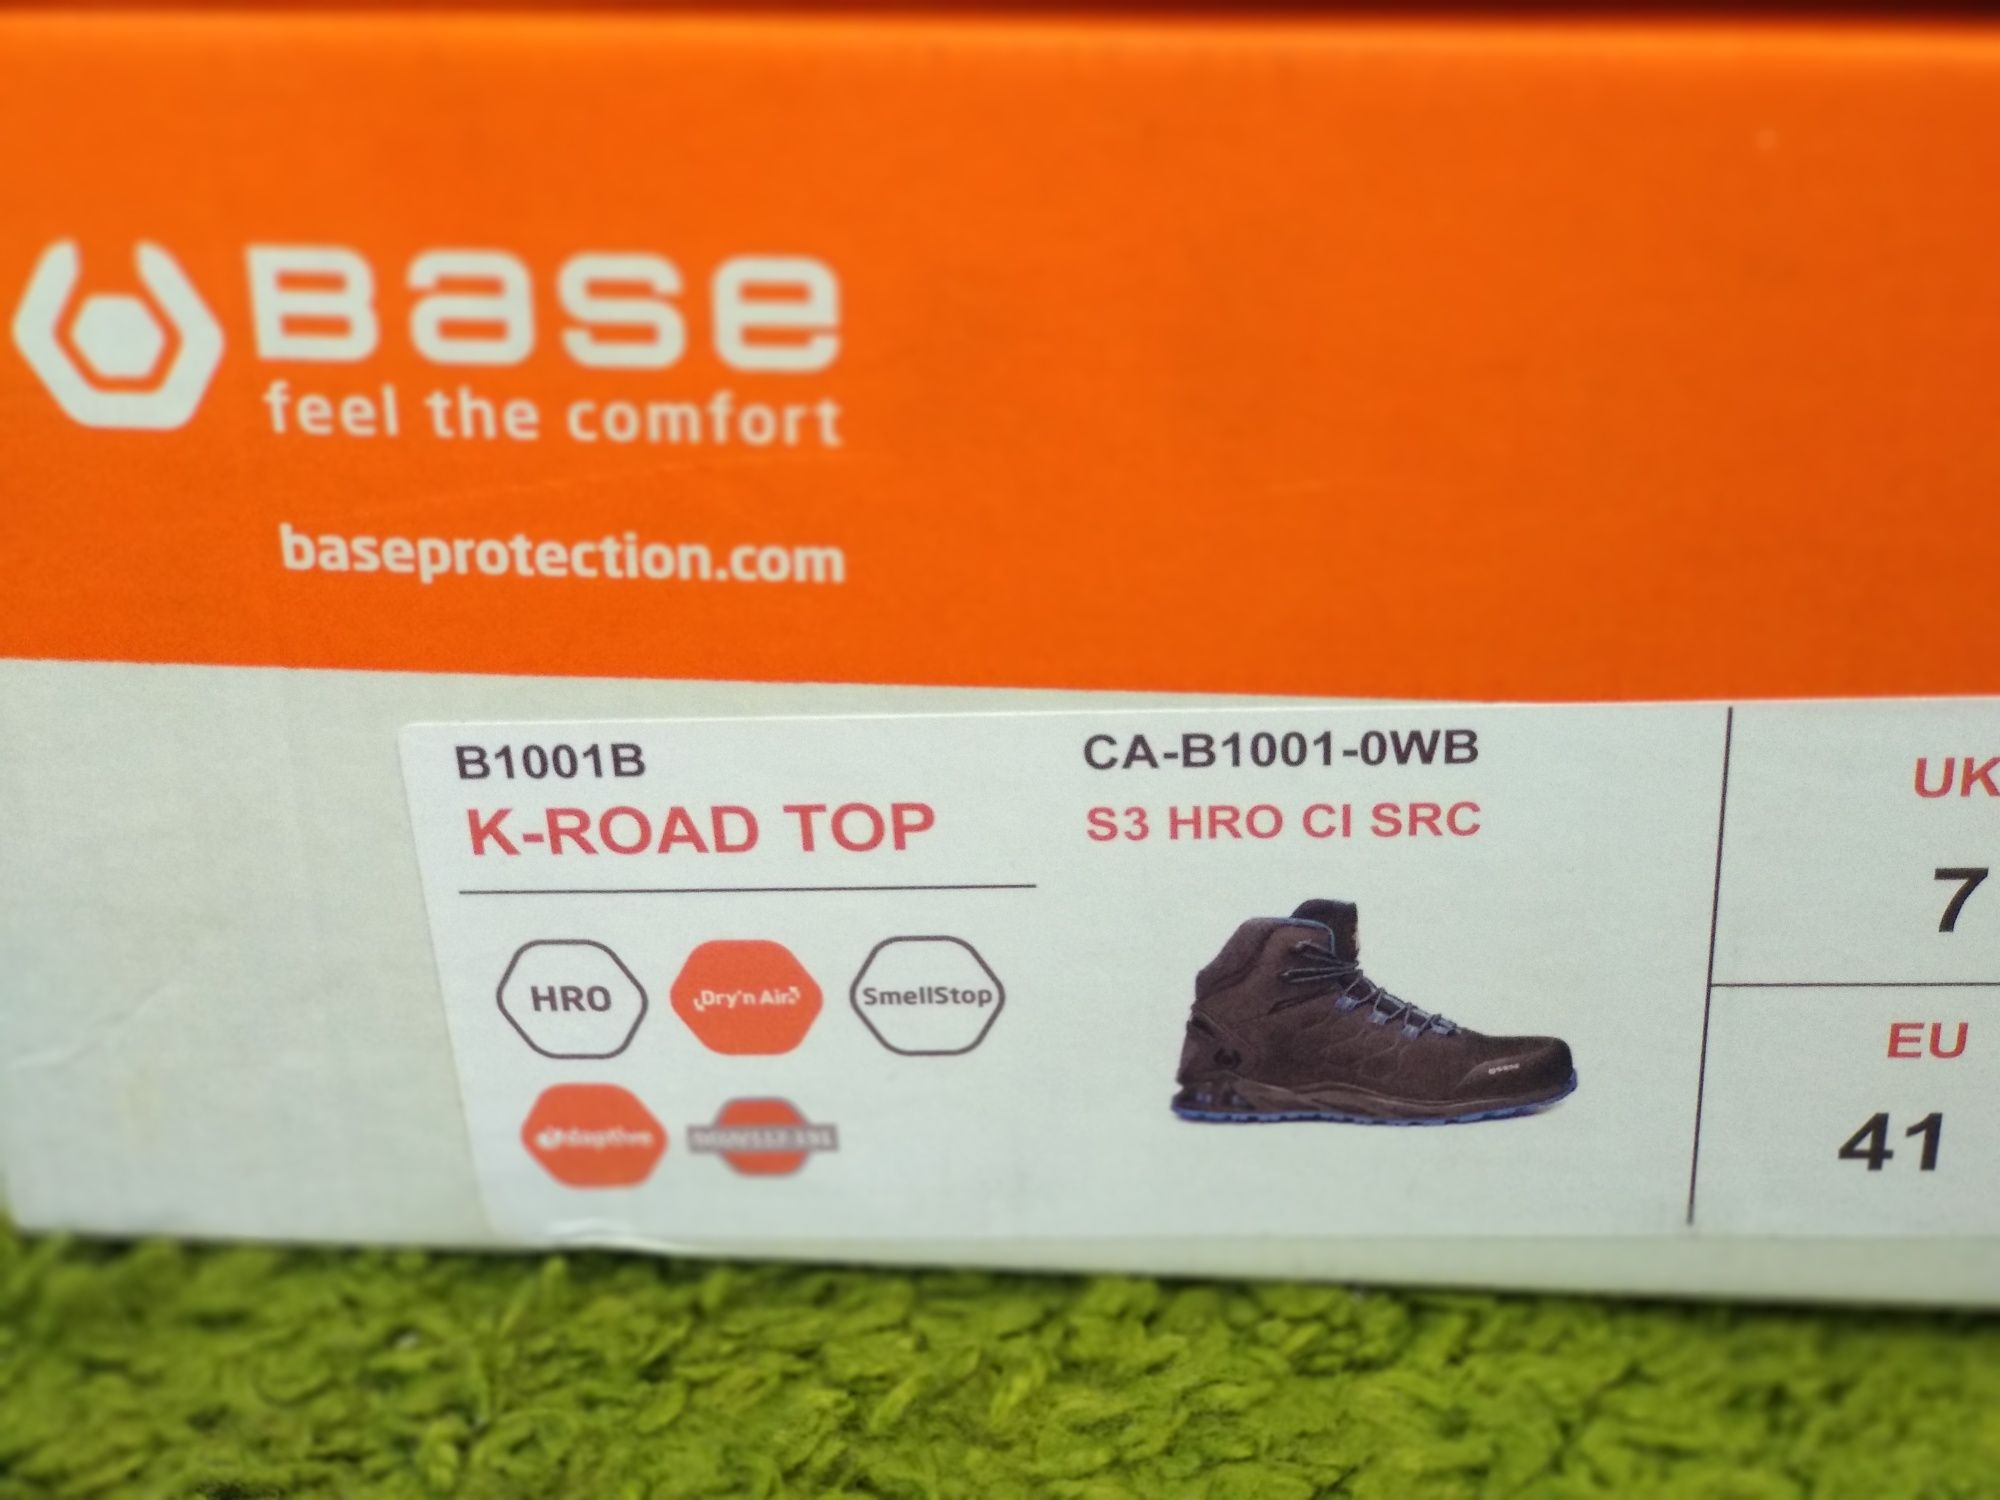 Base
feel the comfort
baseprotection.com
B1001B
K-ROAD TOP
CA-B1001-0WB
S3 HRO CI SRC
HRO
Dry'n Air
SmellStop
Adaptive
UK
7
EU
41